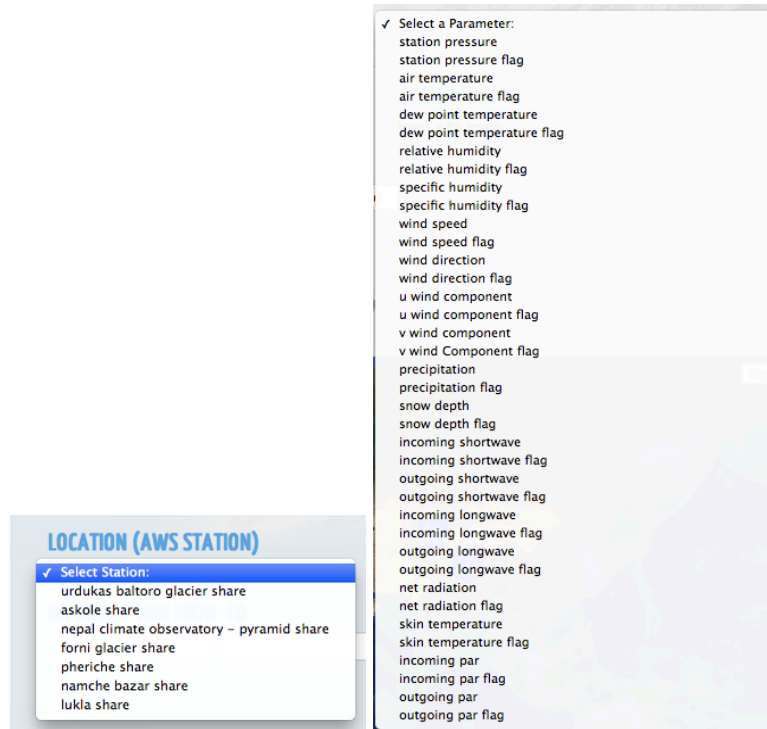 LOCATION (AWS STATION)
✓ Select Station:
urdukas baltoro glacier share
askole share
nepal climate observatory – pyramid share
forni glacier share
pheriche share
namche bazar share
lukla share
✓ Select a Parameter:
station pressure
station pressure flag
air temperature
air temperature flag
dew point temperature
dew point temperature flag
relative humidity
relative humidity flag
specific humidity
specific humidity flag
wind speed
wind speed flag
wind direction
wind direction flag
u wind component
u wind component flag
v wind component
v wind Component flag
precipitation
precipitation flag
snow depth
snow depth flag
incoming shortwave
incoming shortwave flag
outgoing shortwave
outgoing shortwave flag
incoming longwave
incoming longwave flag
outgoing longwave
outgoing longwave flag
net radiation
net radiation flag
skin temperature
skin temperature flag
incoming par
incoming par flag
outgoing par
outgoing par flag